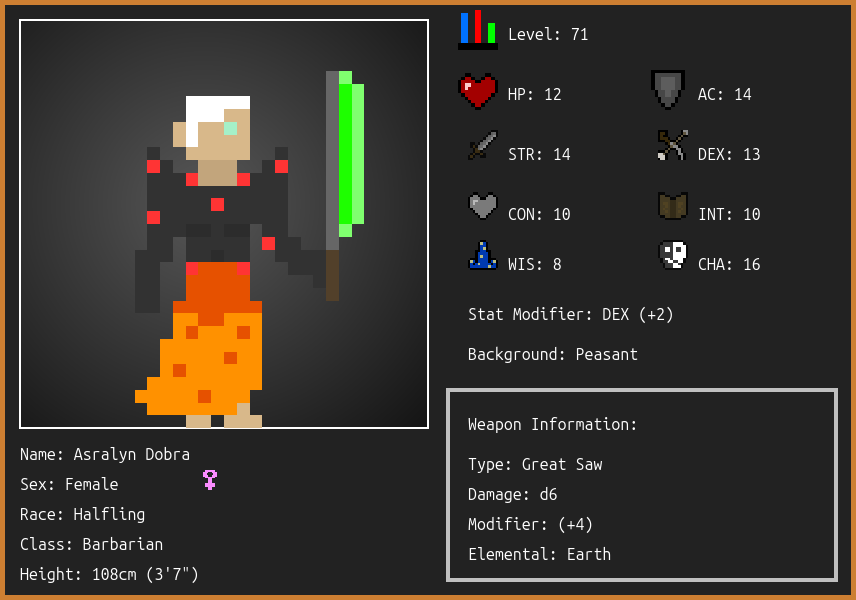 Level: 71
HP: 12
AC: 14
STR: 14
DEX: 13
CON: 10
INT: 10
WIS: 8
CHA: 16
Stat Modifier: DEX (+2)
Background: Peasant
Weapon Information:
Type: Great Saw
Damage: d6
Modifier: (+4)
Elemental: Earth
Name: Asralyn Dobra
Sex: Female
Race: Halfling
Class: Barbarian
Height: 108cm (3'7")